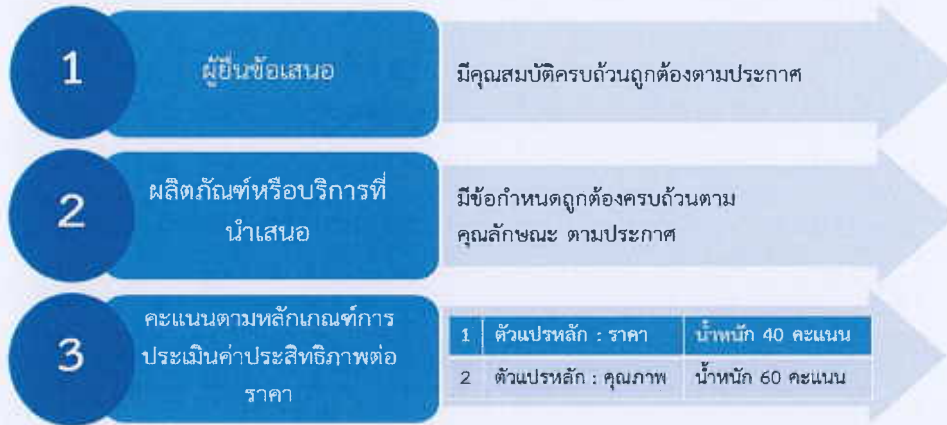 1
ผู้ยื่นข้อเสนอ
มีคุณสมบัติครบถ้วนถูกต้องตามประกาศ
2
ผลิตภัณฑ์หรือบริการที่
นำเสนอ
มีข้อกำหนดถูกต้องครบถ้วนตาม
คุณลักษณะ ตามประกาศ
3
คะแนนตามหลักเกณฑ์การ
ประเมินค่าประสิทธิภาพต่อ
ราคา
1 ตัวแปรหลัก : ราคา น้ำหนัก 40 คะแนน
2 ตัวแปรหลัก : คุณภาพ น้ำหนัก 60 คะแนน